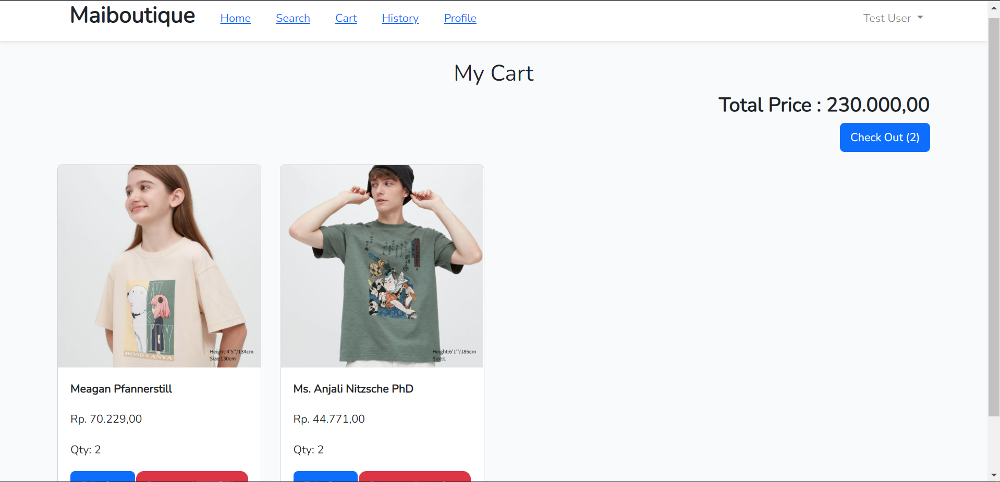 Maiboutique Home Search Cart History Profile Test User
My Cart
Total Price : 230.000,00
Check Out (2)
BOND x ANYA
Height:4'5''/134cm
Size:130cm
Height:6'1''/186cm
Size:L
Meagan Pfannerstill
Rp. 70.229,00
Qty: 2
Ms. Anjali Nitzsche PhD
Rp. 44.771,00
Qty: 2